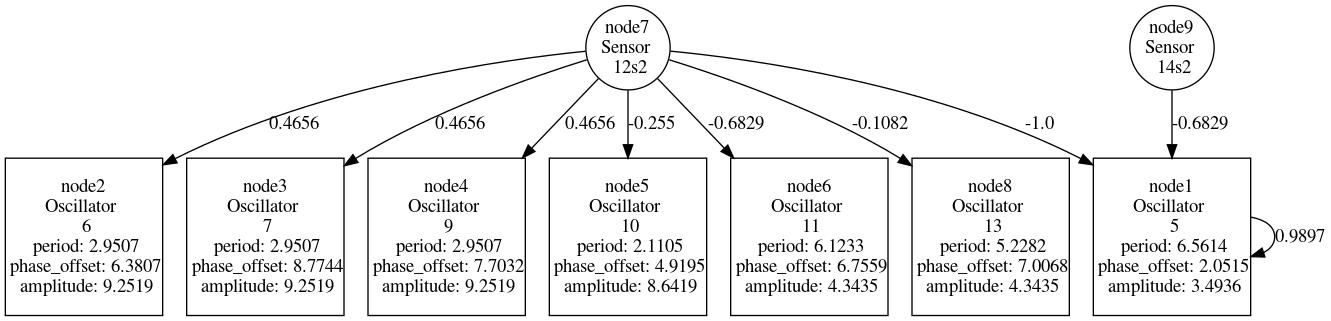 node7
Sensor
12s2
node9
Sensor
14s2
0.4656
0.4656
0.4656
-0.255
-0.6829
-0.1082
-1.0
-0.6829
node2
Oscillator
6
period: 2.9507
phase_offset: 6.3807
amplitude: 9.2519
node3
Oscillator
7
period: 2.9507
phase_offset: 8.7744
amplitude: 9.2519
node4
Oscillator
9
period: 2.9507
phase_offset: 7.7032
amplitude: 9.2519
node5
Oscillator
10
period: 2.1105
phase_offset: 4.9195
amplitude: 8.6419
node6
Oscillator
11
period: 6.1233
phase_offset: 6.7559
amplitude: 4.3435
node8
Oscillator
13
period: 5.2282
phase_offset: 7.0068
amplitude: 4.3435
node1
Oscillator
5
period: 6.5614
phase_offset: 2.0515
amplitude: 3.4936
0.9897